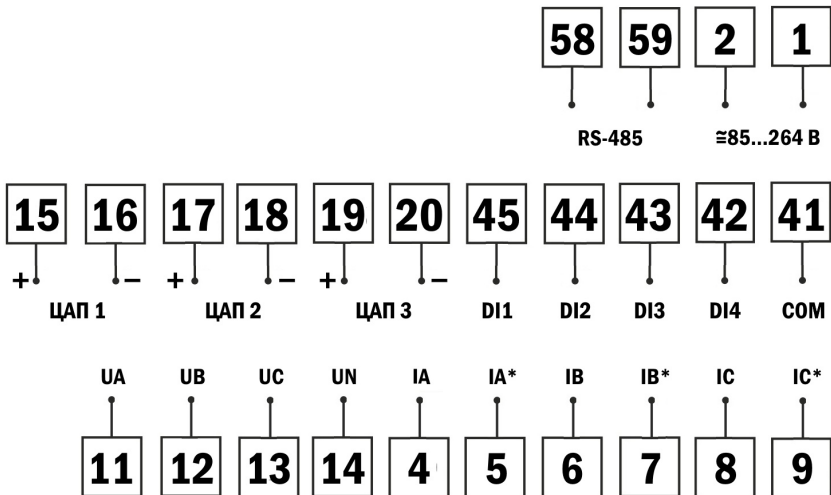 58 59 2 1
RS-485 ≅85...264 В
15 16 17 18 19 20 45 44 43 42 41
+ − + − + −
ЦАП 1 ЦАП 2 ЦАП 3 DI1 DI2 DI3 DI4 COM
UA UB UC UN IA IA* IB IB* IC IC*
11 12 13 14 4 5 6 7 8 9